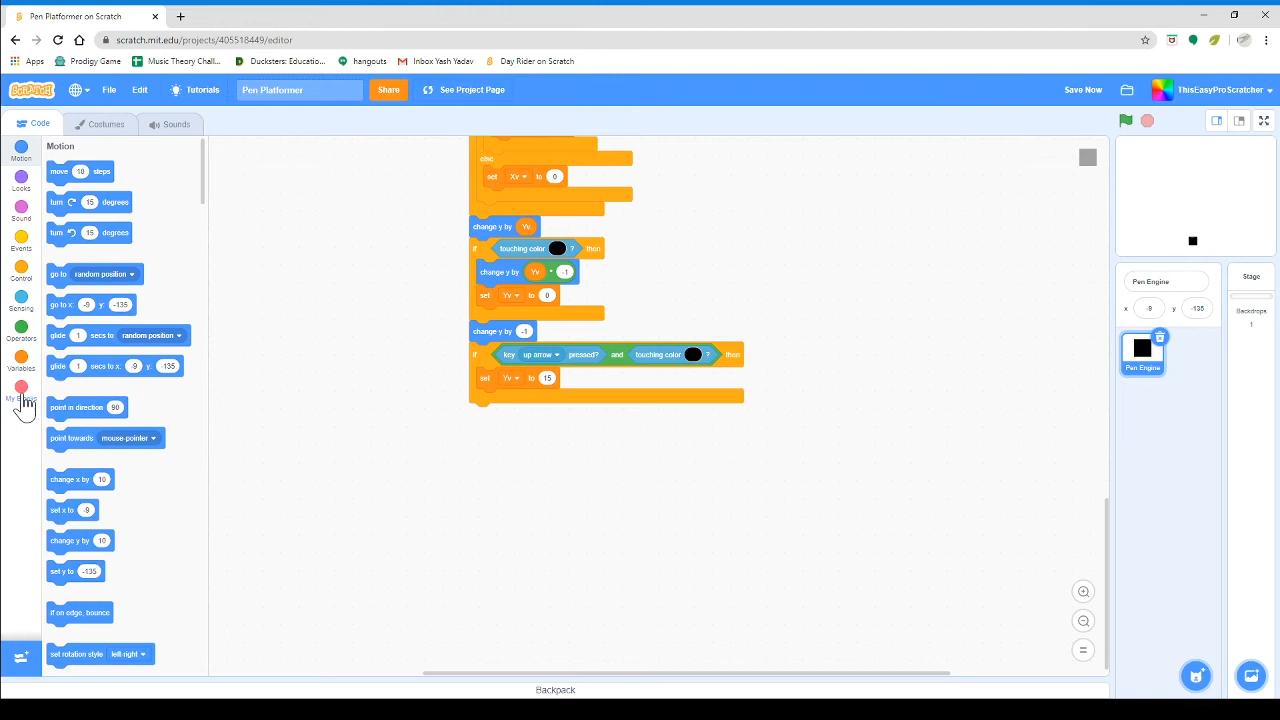 Pen Platformer on Scratch
scratch.mit.edu/projects/405518449/editor
Apps Prodigy Game Music Theory Chall... Ducksters: Educatio... hangouts Inbox Yash Yadav Day Rider on Scratch
SCRATCH File Edit Tutorials Pen Platformer Share See Project Page Save Now ThisEasyProScratcher
Code Costumes Sounds
Motion
Looks
Sound
Events
Control
Sensing
Operators
Variables
Motion
move 10 steps
turn 15 degrees
turn 15 degrees
go to random position
go to x: -9 y: -135
glide 1 secs to random position
glide 1 secs to x: -9 y: -135
point in direction 90
point towards mouse-pointer
change x by 10
set x to -9
change y by 10
set y to -135
if on edge, bounce
set rotation style left-right
else
set Xv to 0
change y by Yv
if touching color ? then
change y by Yv * -1
set Yv to 0
change y by -1
if key up arrow pressed? and touching color ? then
set Yv to 15
Pen Engine
x -9 y -135
Pen Engine
Stage
Backdrops
1
Backpack